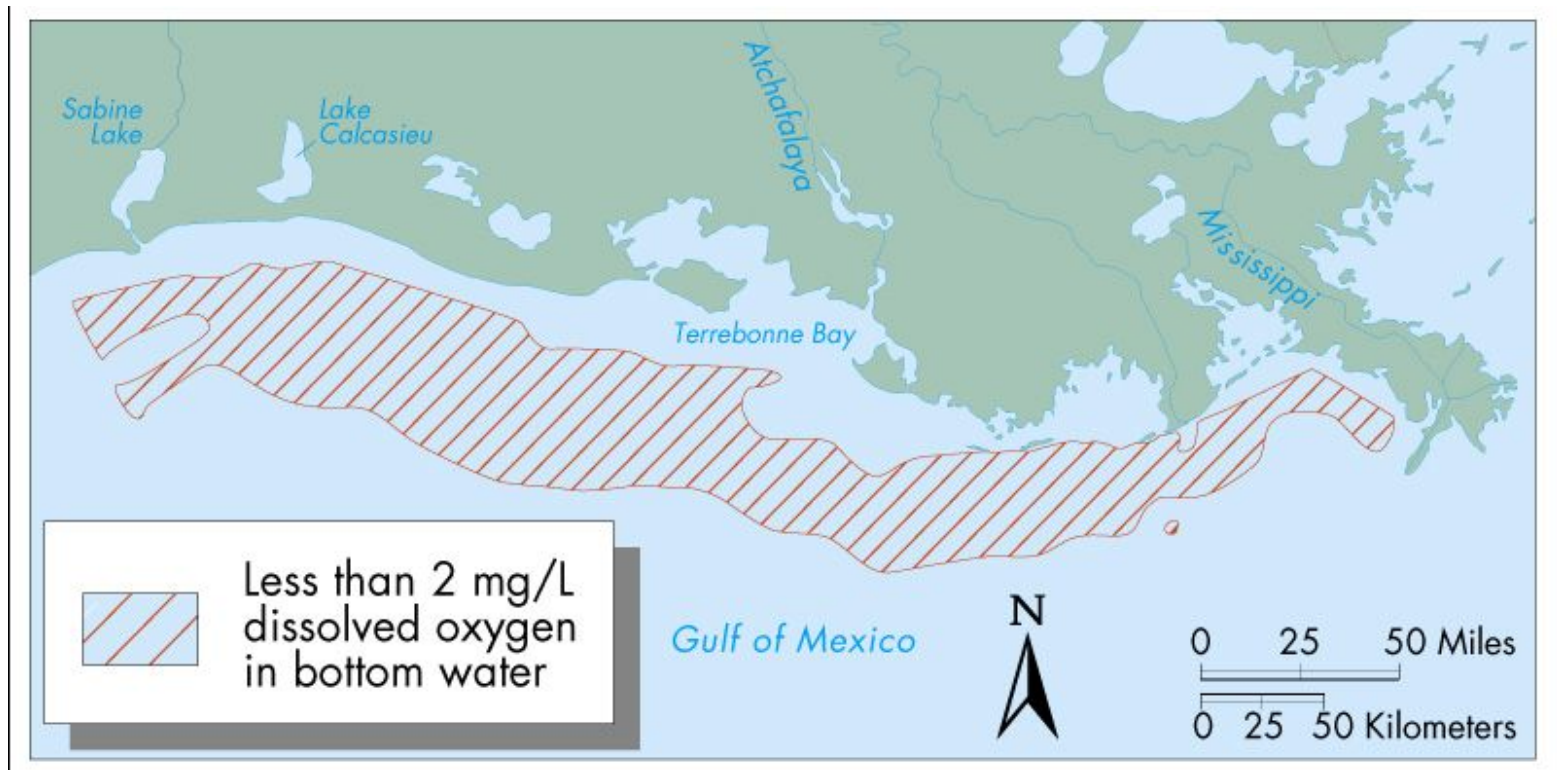 Sabine
Lake
Lake
Calcasieu
Atchafalaya
Mississippi
Terrebonne Bay
Less than 2 mg/L
dissolved oxygen
in bottom water
Gulf of Mexico
N
0 25 50 Miles
0 25 50 Kilometers